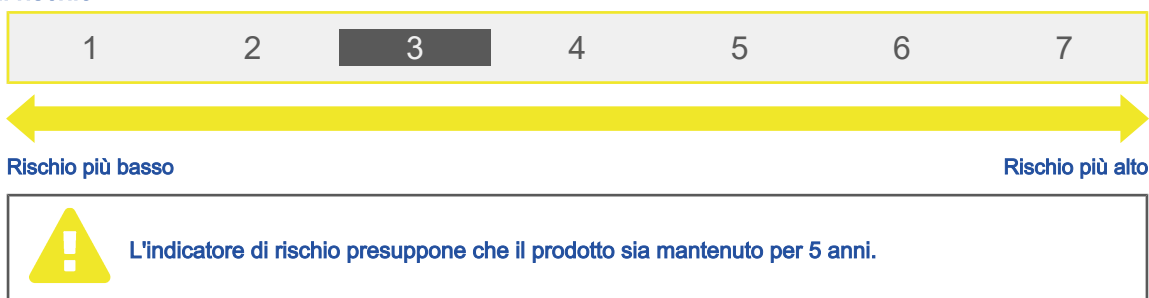 1 2 3 4 5 6 7
Rischio più basso Rischio più alto
L'indicatore di rischio presuppone che il prodotto sia mantenuto per 5 anni.